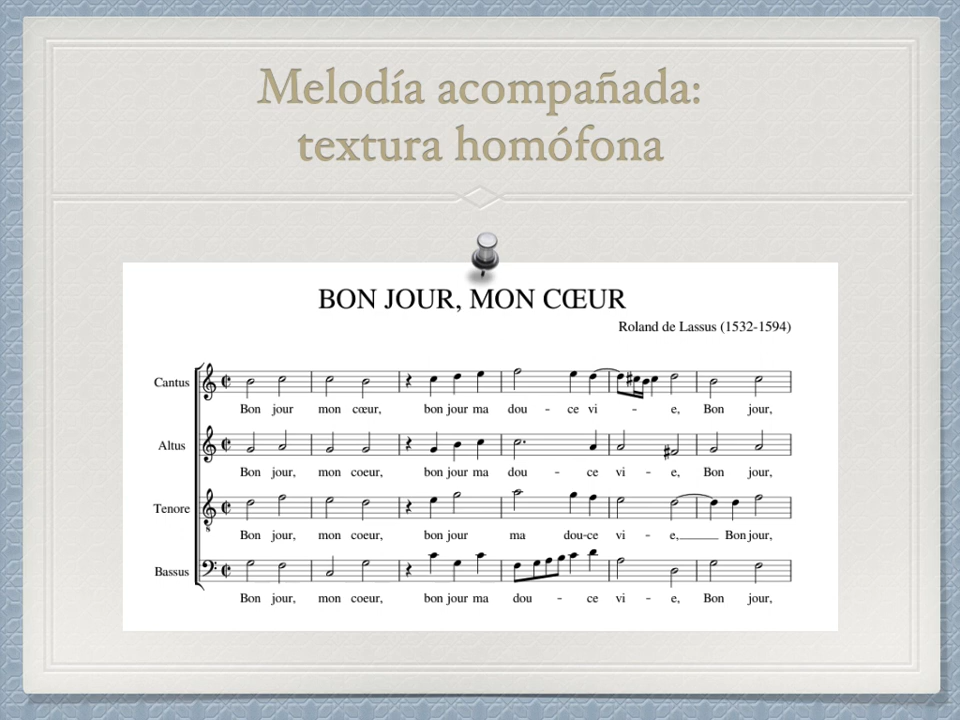 Melodía acompañada:
textura homófona
BON JOUR, MON CŒUR
Roland de Lassus (1532-1594)
Cantus
Bon jour mon cœur, bon jour ma dou - ce vi - e, Bon jour,
Altus
Bon jour, mon coeur, bon jour ma dou - ce vi - e, Bon jour,
Tenore
8
Bon jour, mon coeur, bon jour ma dou-ce vi - e,____ Bon jour,
Bassus
Bon jour, mon coeur, bon jour ma dou - ce vi - e, Bon jour,